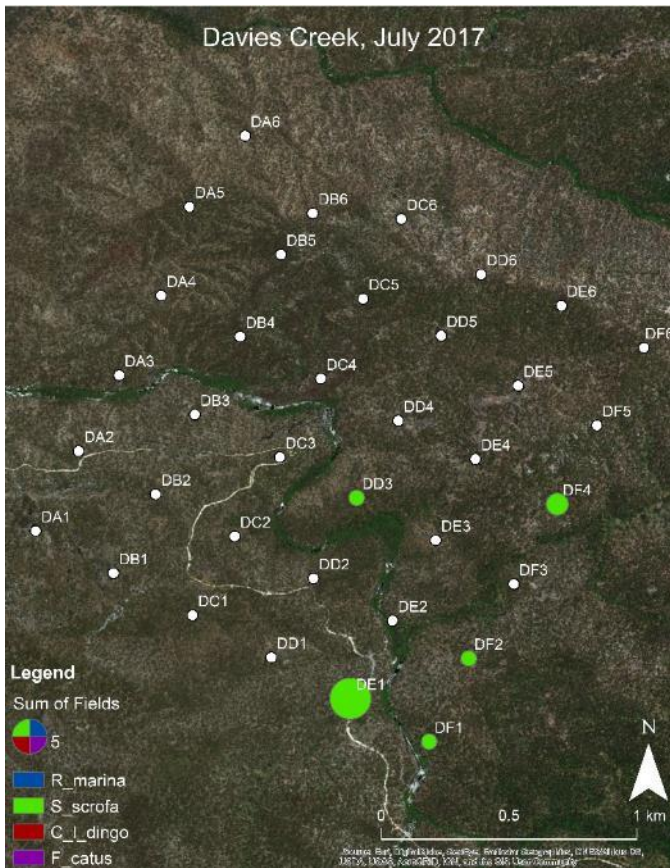 Davies Creek, July 2017
DA6
DA5
DB6
DC6
DB5
DD6
DA4
DC5
DE6
DB4
DD5
DF6
DA3
DC4
DE5
DB3
DD4
DF5
DA2
DC3
DE4
DB2
DD3
DF4
DA1
DC2
DE3
DB1
DD2
DF3
DC1
DE2
DD1
DF2
Legend
DE1
Sum of Fields
DF1
N
5
R_marina
S_scrofa
0 0.5 1 km
C_l_dingo
F_catus